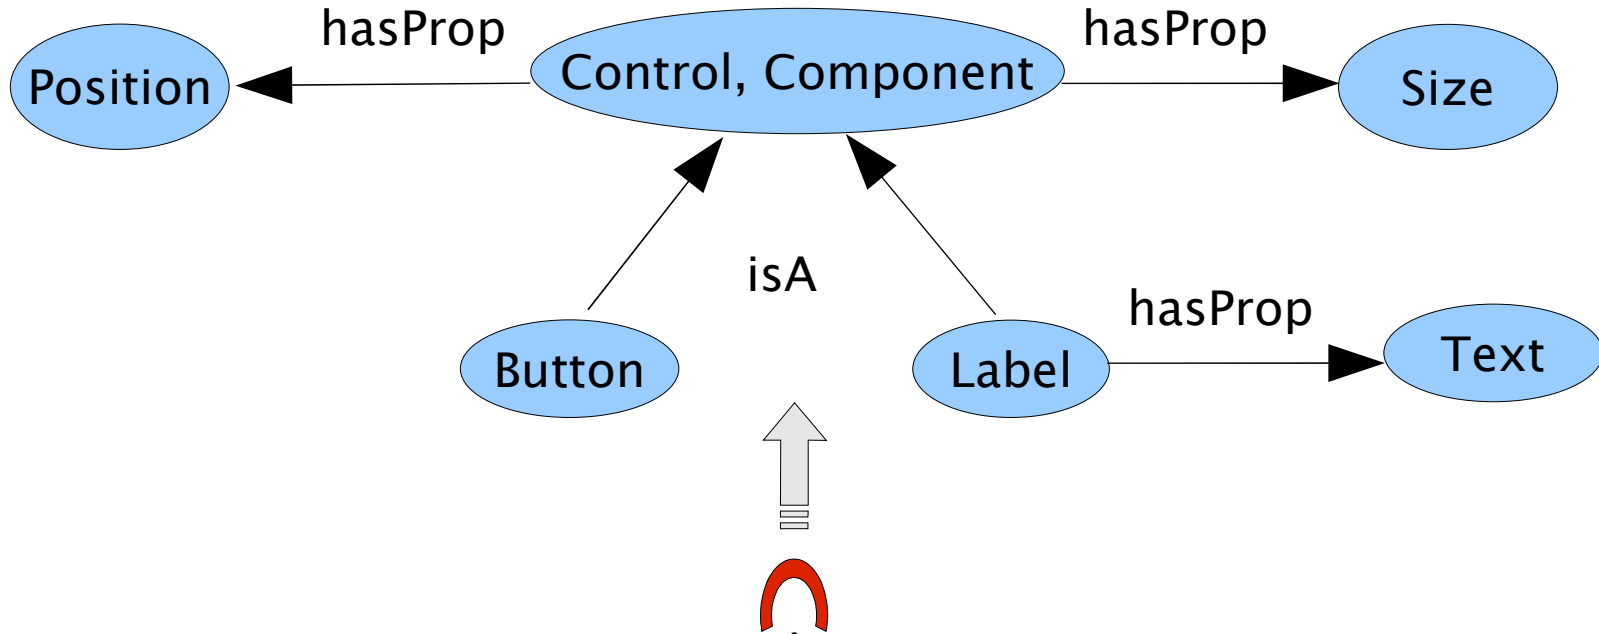 hasProp
hasProp
Position
Control, Component
Size
isA
hasProp
Button
Label
Text